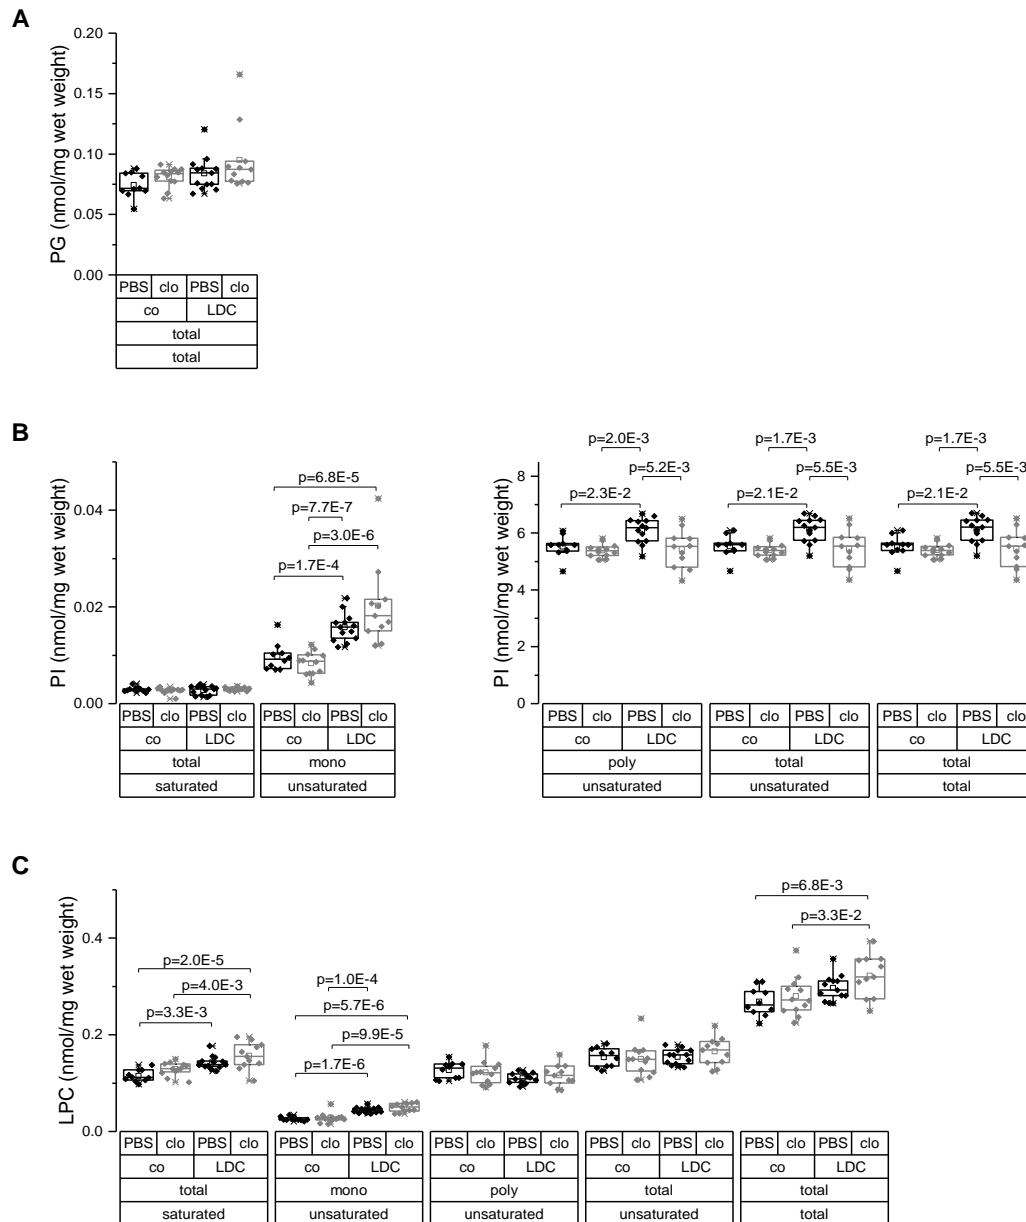 A
PG (nmol/mg wet weight)
0.20
0.15
0.10
0.05
0.00
PBS clo PBS clo
co LDC
total
total
B
PI (nmol/mg wet weight)
0.04
0.02
0.00
p=6.8E-5
p=7.7E-7
p=3.0E-6
p=1.7E-4
PBS clo PBS clo PBS clo PBS clo
co LDC co LDC
total mono
saturated unsaturated
PI (nmol/mg wet weight)
8
6
4
2
0
p=2.0E-3 p=1.7E-3 p=1.7E-3
p=5.2E-3 p=5.5E-3 p=5.5E-3
p=2.3E-2 p=2.1E-2 p=2.1E-2
PBS clo PBS clo PBS clo PBS clo PBS clo PBS clo
co LDC co LDC co LDC
poly total total
unsaturated unsaturated total
C
LPC (nmol/mg wet weight)
0.4
0.2
0.0
p=2.0E-5
p=4.0E-3
p=3.3E-3
p=1.0E-4
p=5.7E-6
p=9.9E-5
p=1.7E-6
p=6.8E-3
p=3.3E-2
PBS clo PBS clo PBS clo PBS clo PBS clo PBS clo PBS clo PBS clo PBS clo PBS clo
co LDC co LDC co LDC co LDC co LDC
total mono poly total total
saturated unsaturated unsaturated unsaturated total